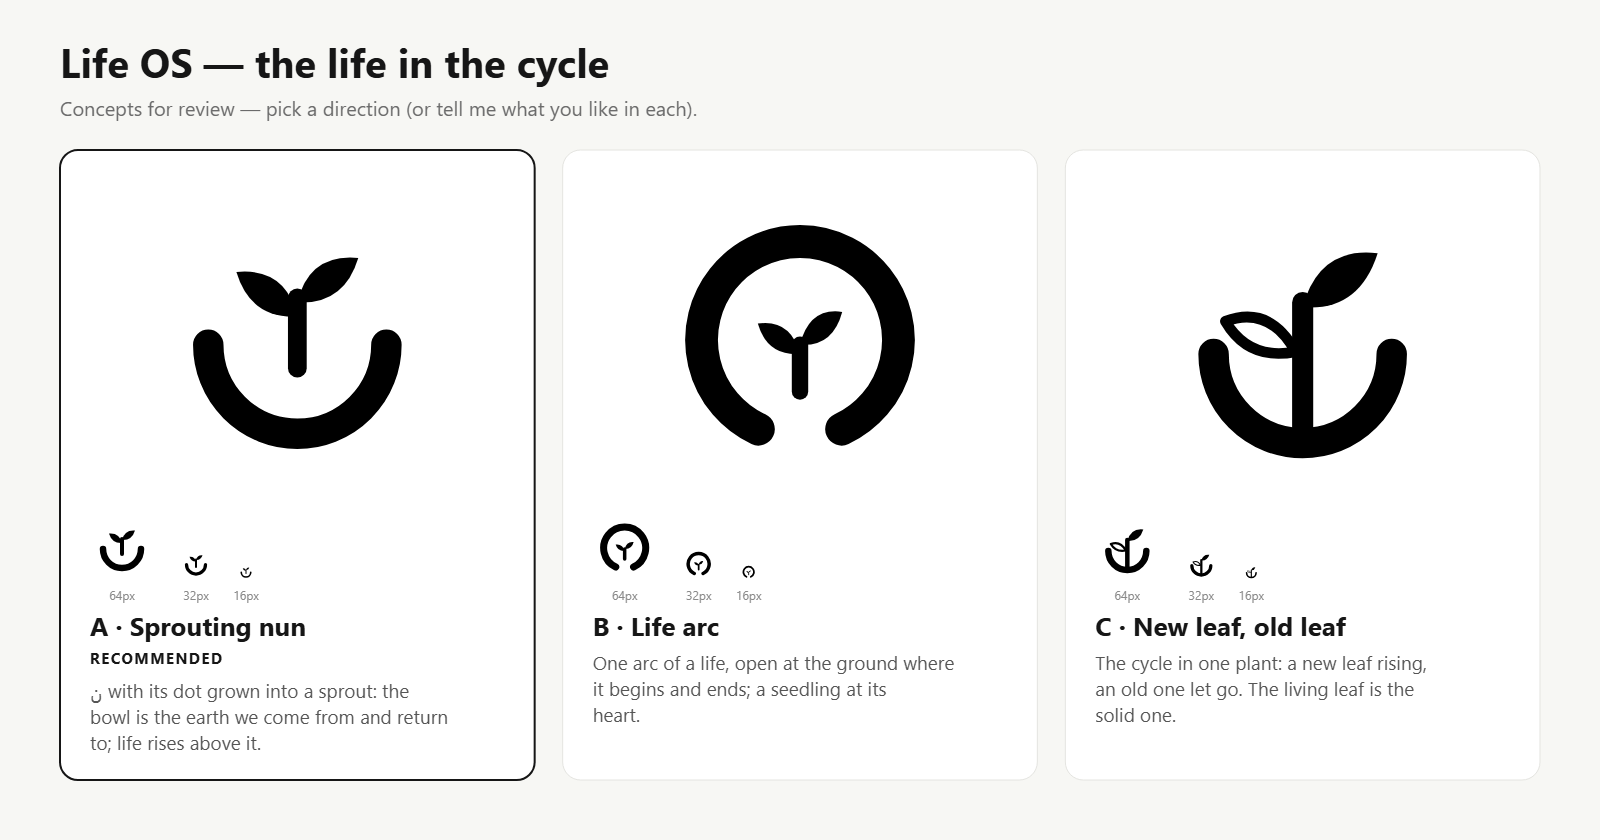 Life OS — the life in the cycle
Concepts for review — pick a direction (or tell me what you like in each).
64px 32px 16px
A · Sprouting nun
RECOMMENDED
ن with its dot grown into a sprout: the
bowl is the earth we come from and return
to; life rises above it.
64px 32px 16px
B · Life arc
One arc of a life, open at the ground where
it begins and ends; a seedling at its
heart.
64px 32px 16px
C · New leaf, old leaf
The cycle in one plant: a new leaf rising,
an old one let go. The living leaf is the
solid one.